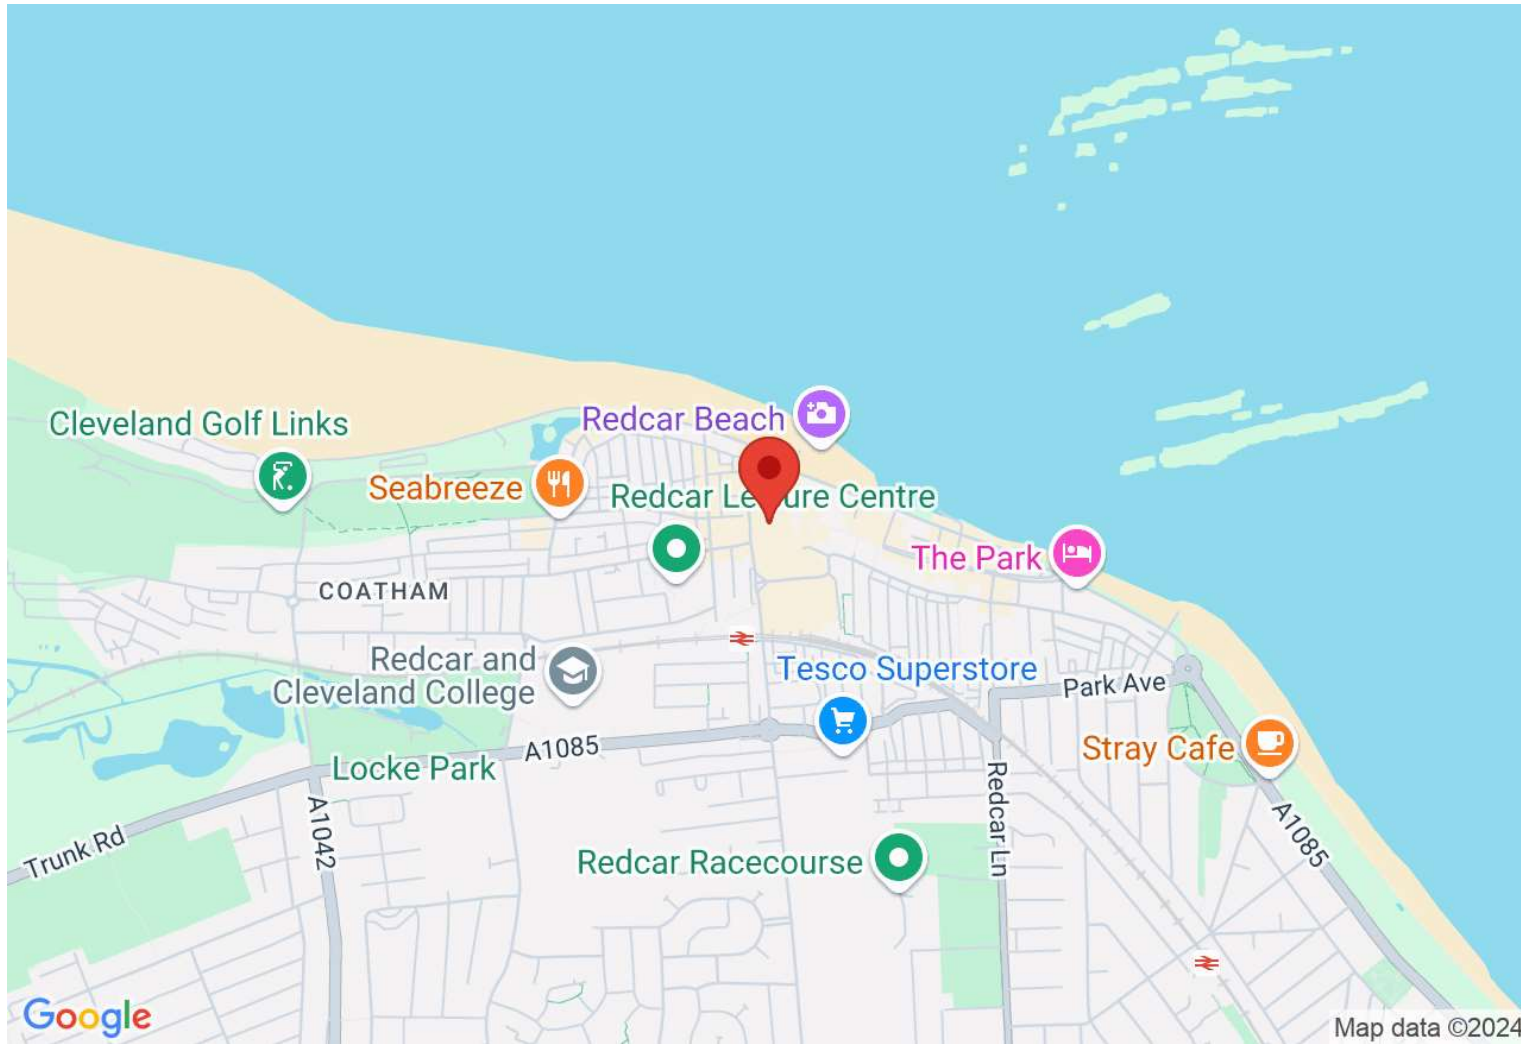 Redcar Beach
Cleveland Golf Links
Seabreeze
Redcar Le ure Centre
The Park
COATHAM
Redcar and
Cleveland College
Tesco Superstore
Park Ave
A1085
Stray Cafe
Locke Park
Redcar Ln
A1042
A1085
Trunk Rd
Redcar Racecourse
Google
Map data ©2024